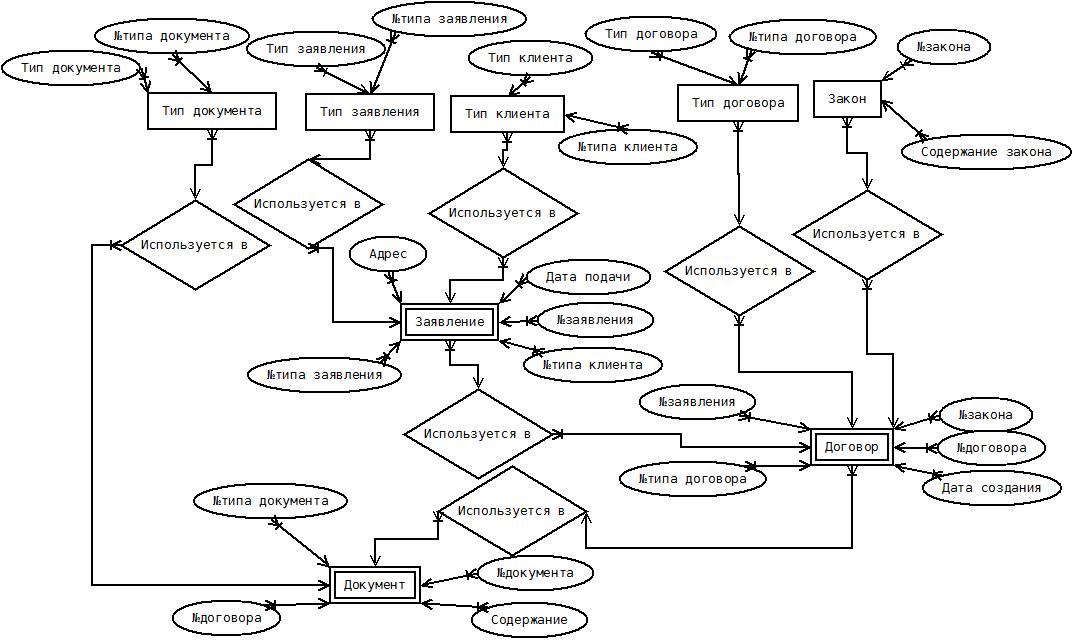 №типа заявления
№типа документа
Тип заявления
Тип договора
№типа договора
№закона
Тип документа
Тип клиента
Тип документа
Тип заявления
Тип клиента
Тип договора
Закон
№типа клиента
Содержание закона
Используется в
Используется в
Используется в
Используется в
Используется в
Адрес
Дата подачи
Заявление
№заявления
№типа заявления
№типа клиента
№заявления
№закона
Используется в
Договор
№договора
№типа договора
Дата создания
№типа документа
Используется в
Документ
№документа
№договора
Содержание